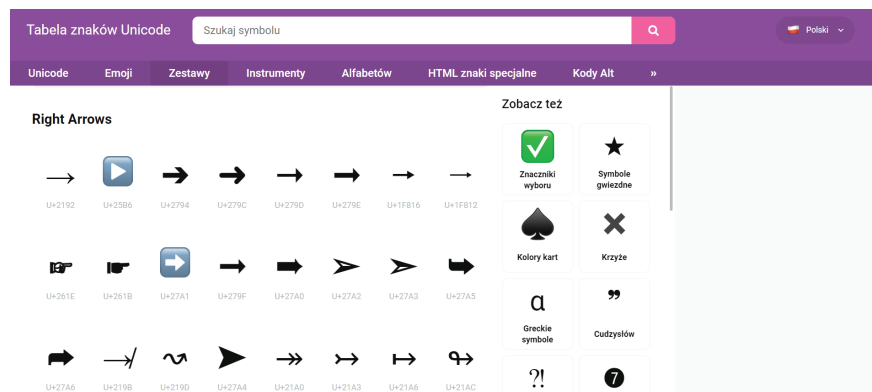 Tabela znaków Unicode
Szukaj symbolu
Polski
Unicode Emoji Zestawy Instrumenty Alfabetów HTML znaki specjalne Kody Alt »
Right Arrows
U+2192 U+25B6 U+2794 U+279C U+279D U+279E U+1F816 U+1F812
U+261E U+261B U+27A1 U+279F U+27A0 U+27A2 U+27A3 U+27A5
U+27A6 U+219B U+219D U+27A4 U+21A0 U+21A3 U+21A6 U+21AC
Zobacz też
Znaczniki
wyboru
Symbole
gwiezdne
Kolory kart
Krzyże
α
Greckie
symbole
❞
Cudzysłów
?!
❼